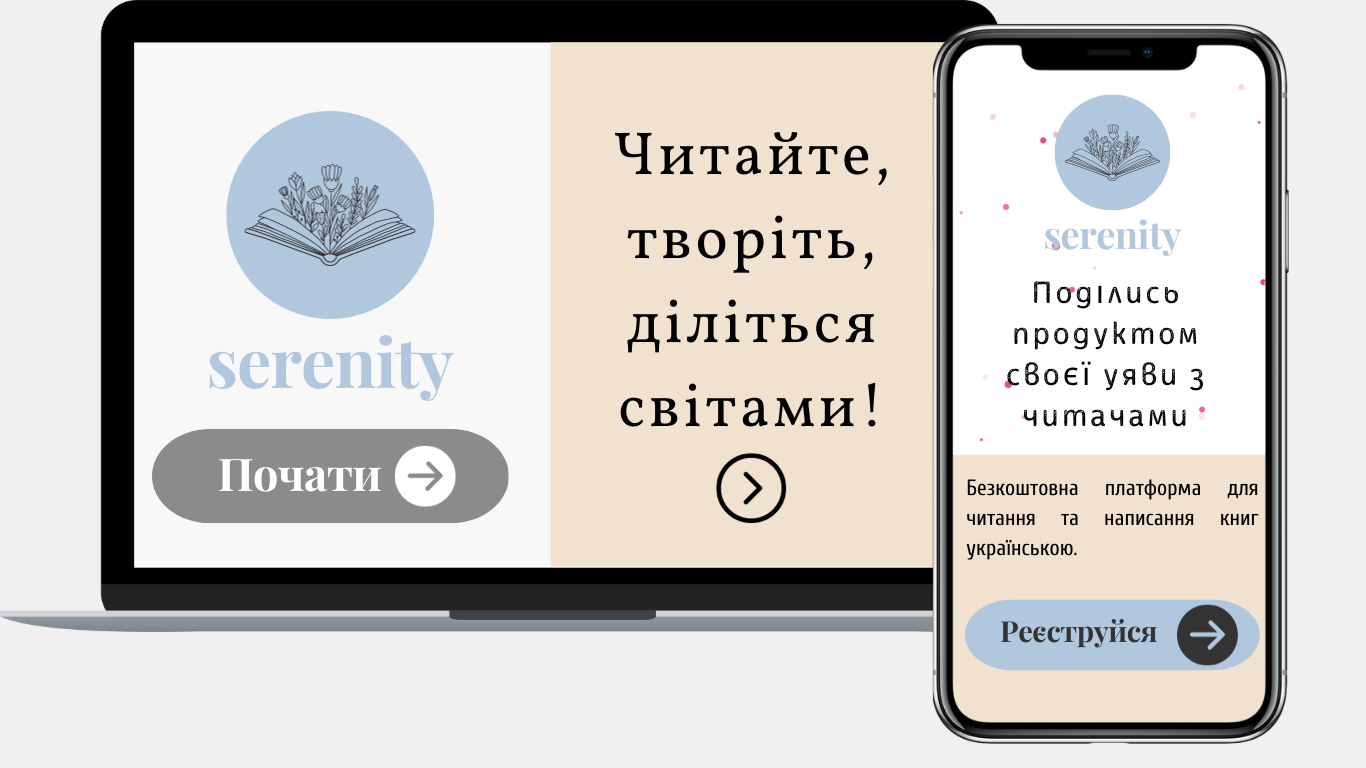 serenity
Почати
Читайте,
творіть,
діліться
світами!
serenity
Поділись
продуктом
своєї уяви з
читачами
Безкоштовна платформа для
читання та написання книг
українською.
Реєструйся